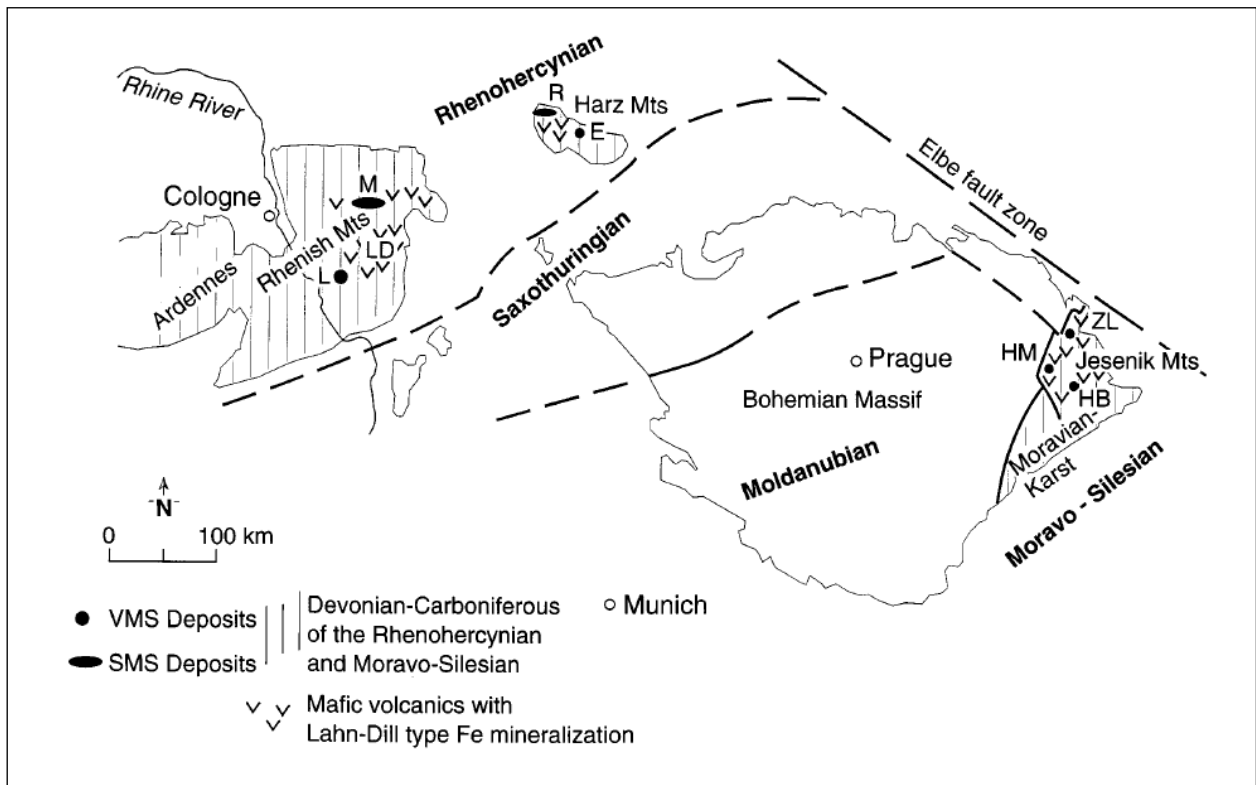 Rhenohercynian
Rhine River
R
Harz Mts
E
Elbe fault zone
Cologne
M
Rhenish Mts
LD
L
Ardennes
Saxothuringian
ZL
HM
Jesenik Mts
Prague
HB
Bohemian Massif
Moravian-
Karst
Moldanubian
Moravo - Silesian
N
0 100 km
VMS Deposits
SMS Deposits
Devonian-Carboniferous
of the Rhenohercynian
and Moravo-Silesian
Munich
Mafic volcanics with
Lahn-Dill type Fe mineralization